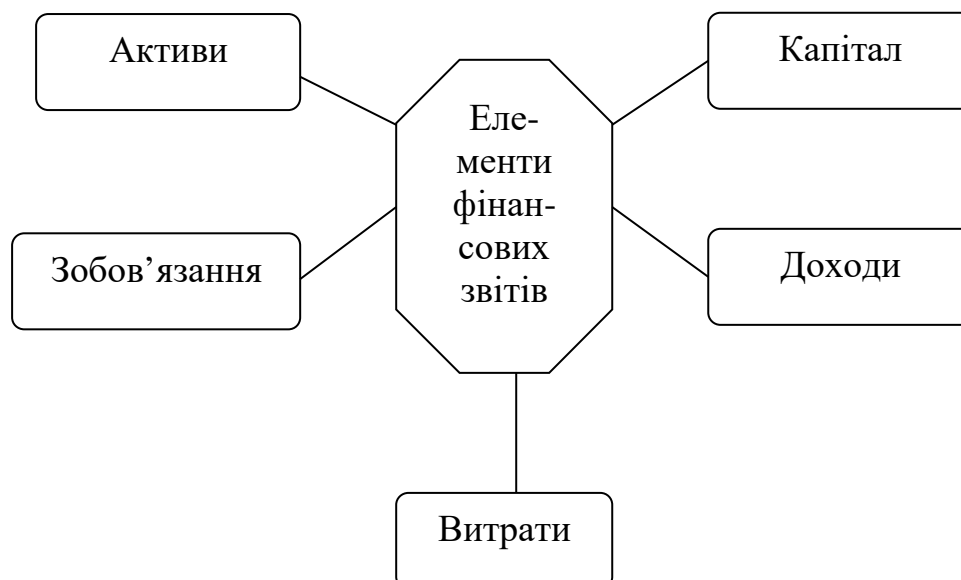 Активи
Капітал
Еле-
менти
фінан-
сових
звітів
Зобов’язання
Доходи
Витрати